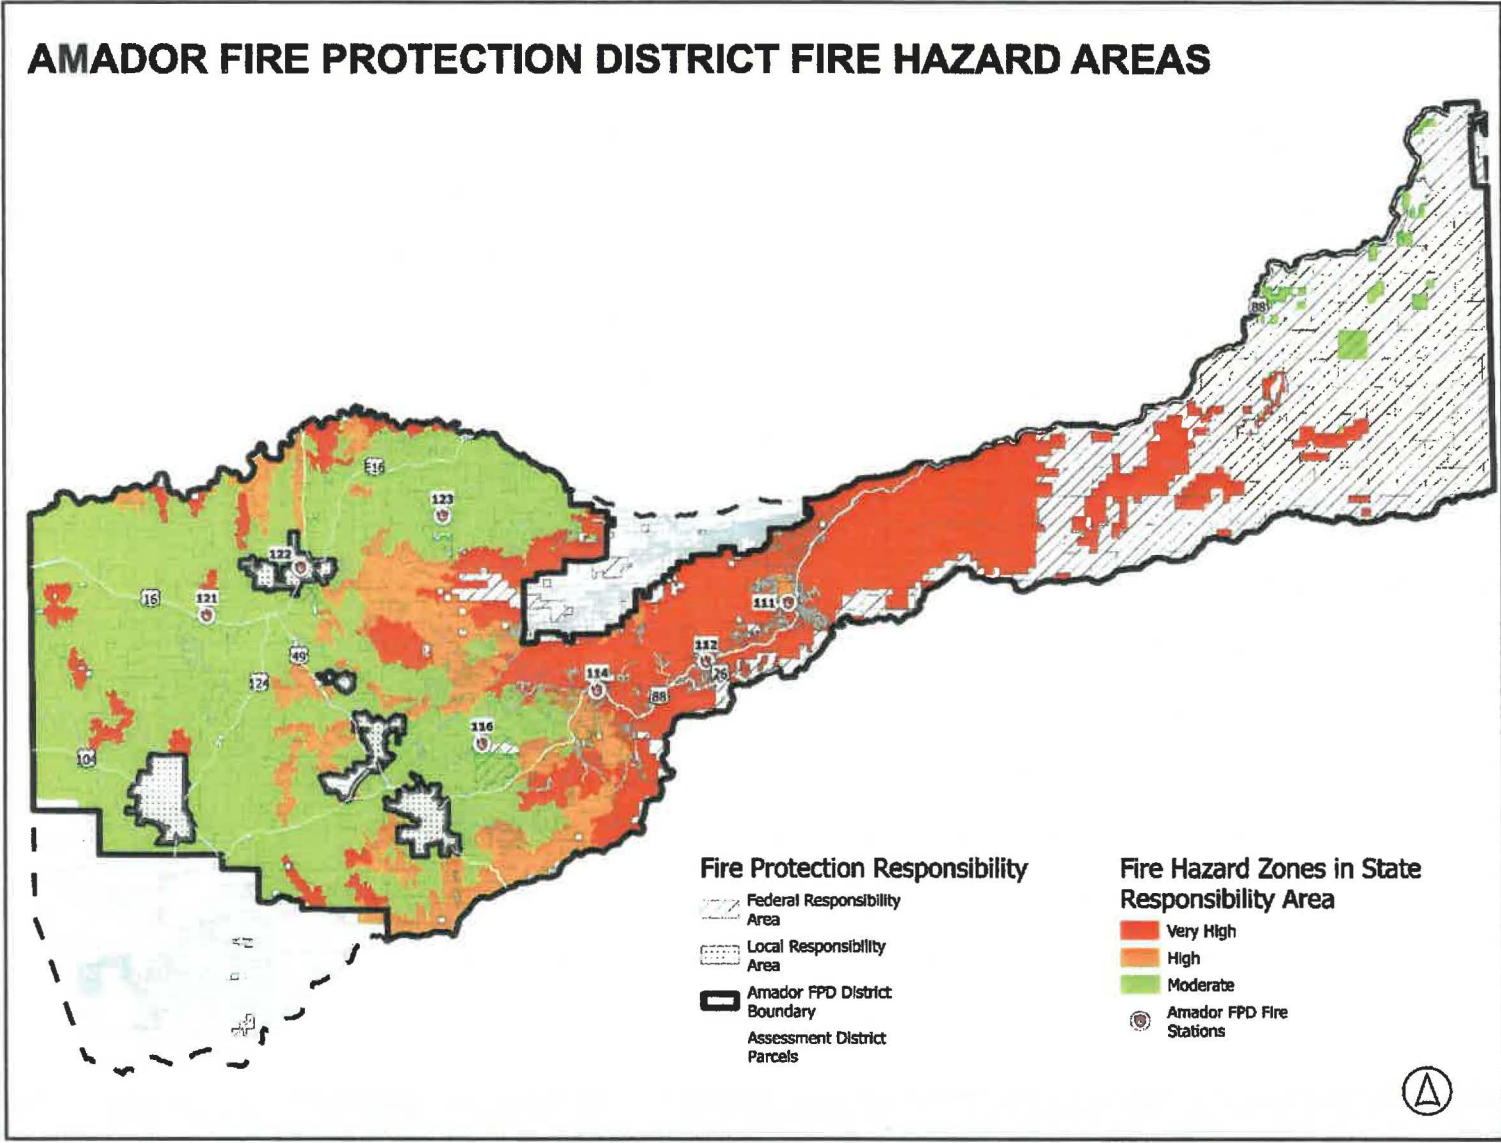 AMADOR FIRE PROTECTION DISTRICT FIRE HAZARD AREAS
88
E16
123
122
16
121
49
124
111
112
26
114
88
116
104
Fire Protection Responsibility
Federal Responsibility
Area
Local Responsibility
Area
Amador FPD District
Boundary
Assessment District
Parcels
Fire Hazard Zones in State
Responsibility Area
Very High
High
Moderate
Amador FPD Fire
Stations